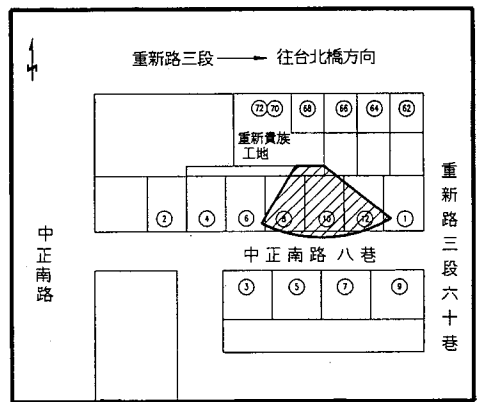 重新路三段 往台北橋方向
72 70 68 66 64 62
重新貴族
工地
2 4 6 8 10 12 1
中正南路八巷
3 5 7 9
中正南路
重新路三段六十巷